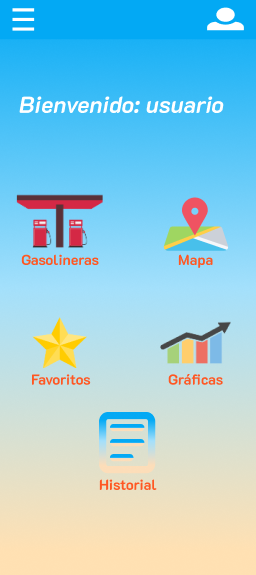 Bienvenido: usuario
Gasolineras
Mapa
Favoritos
Gráficas
Historial